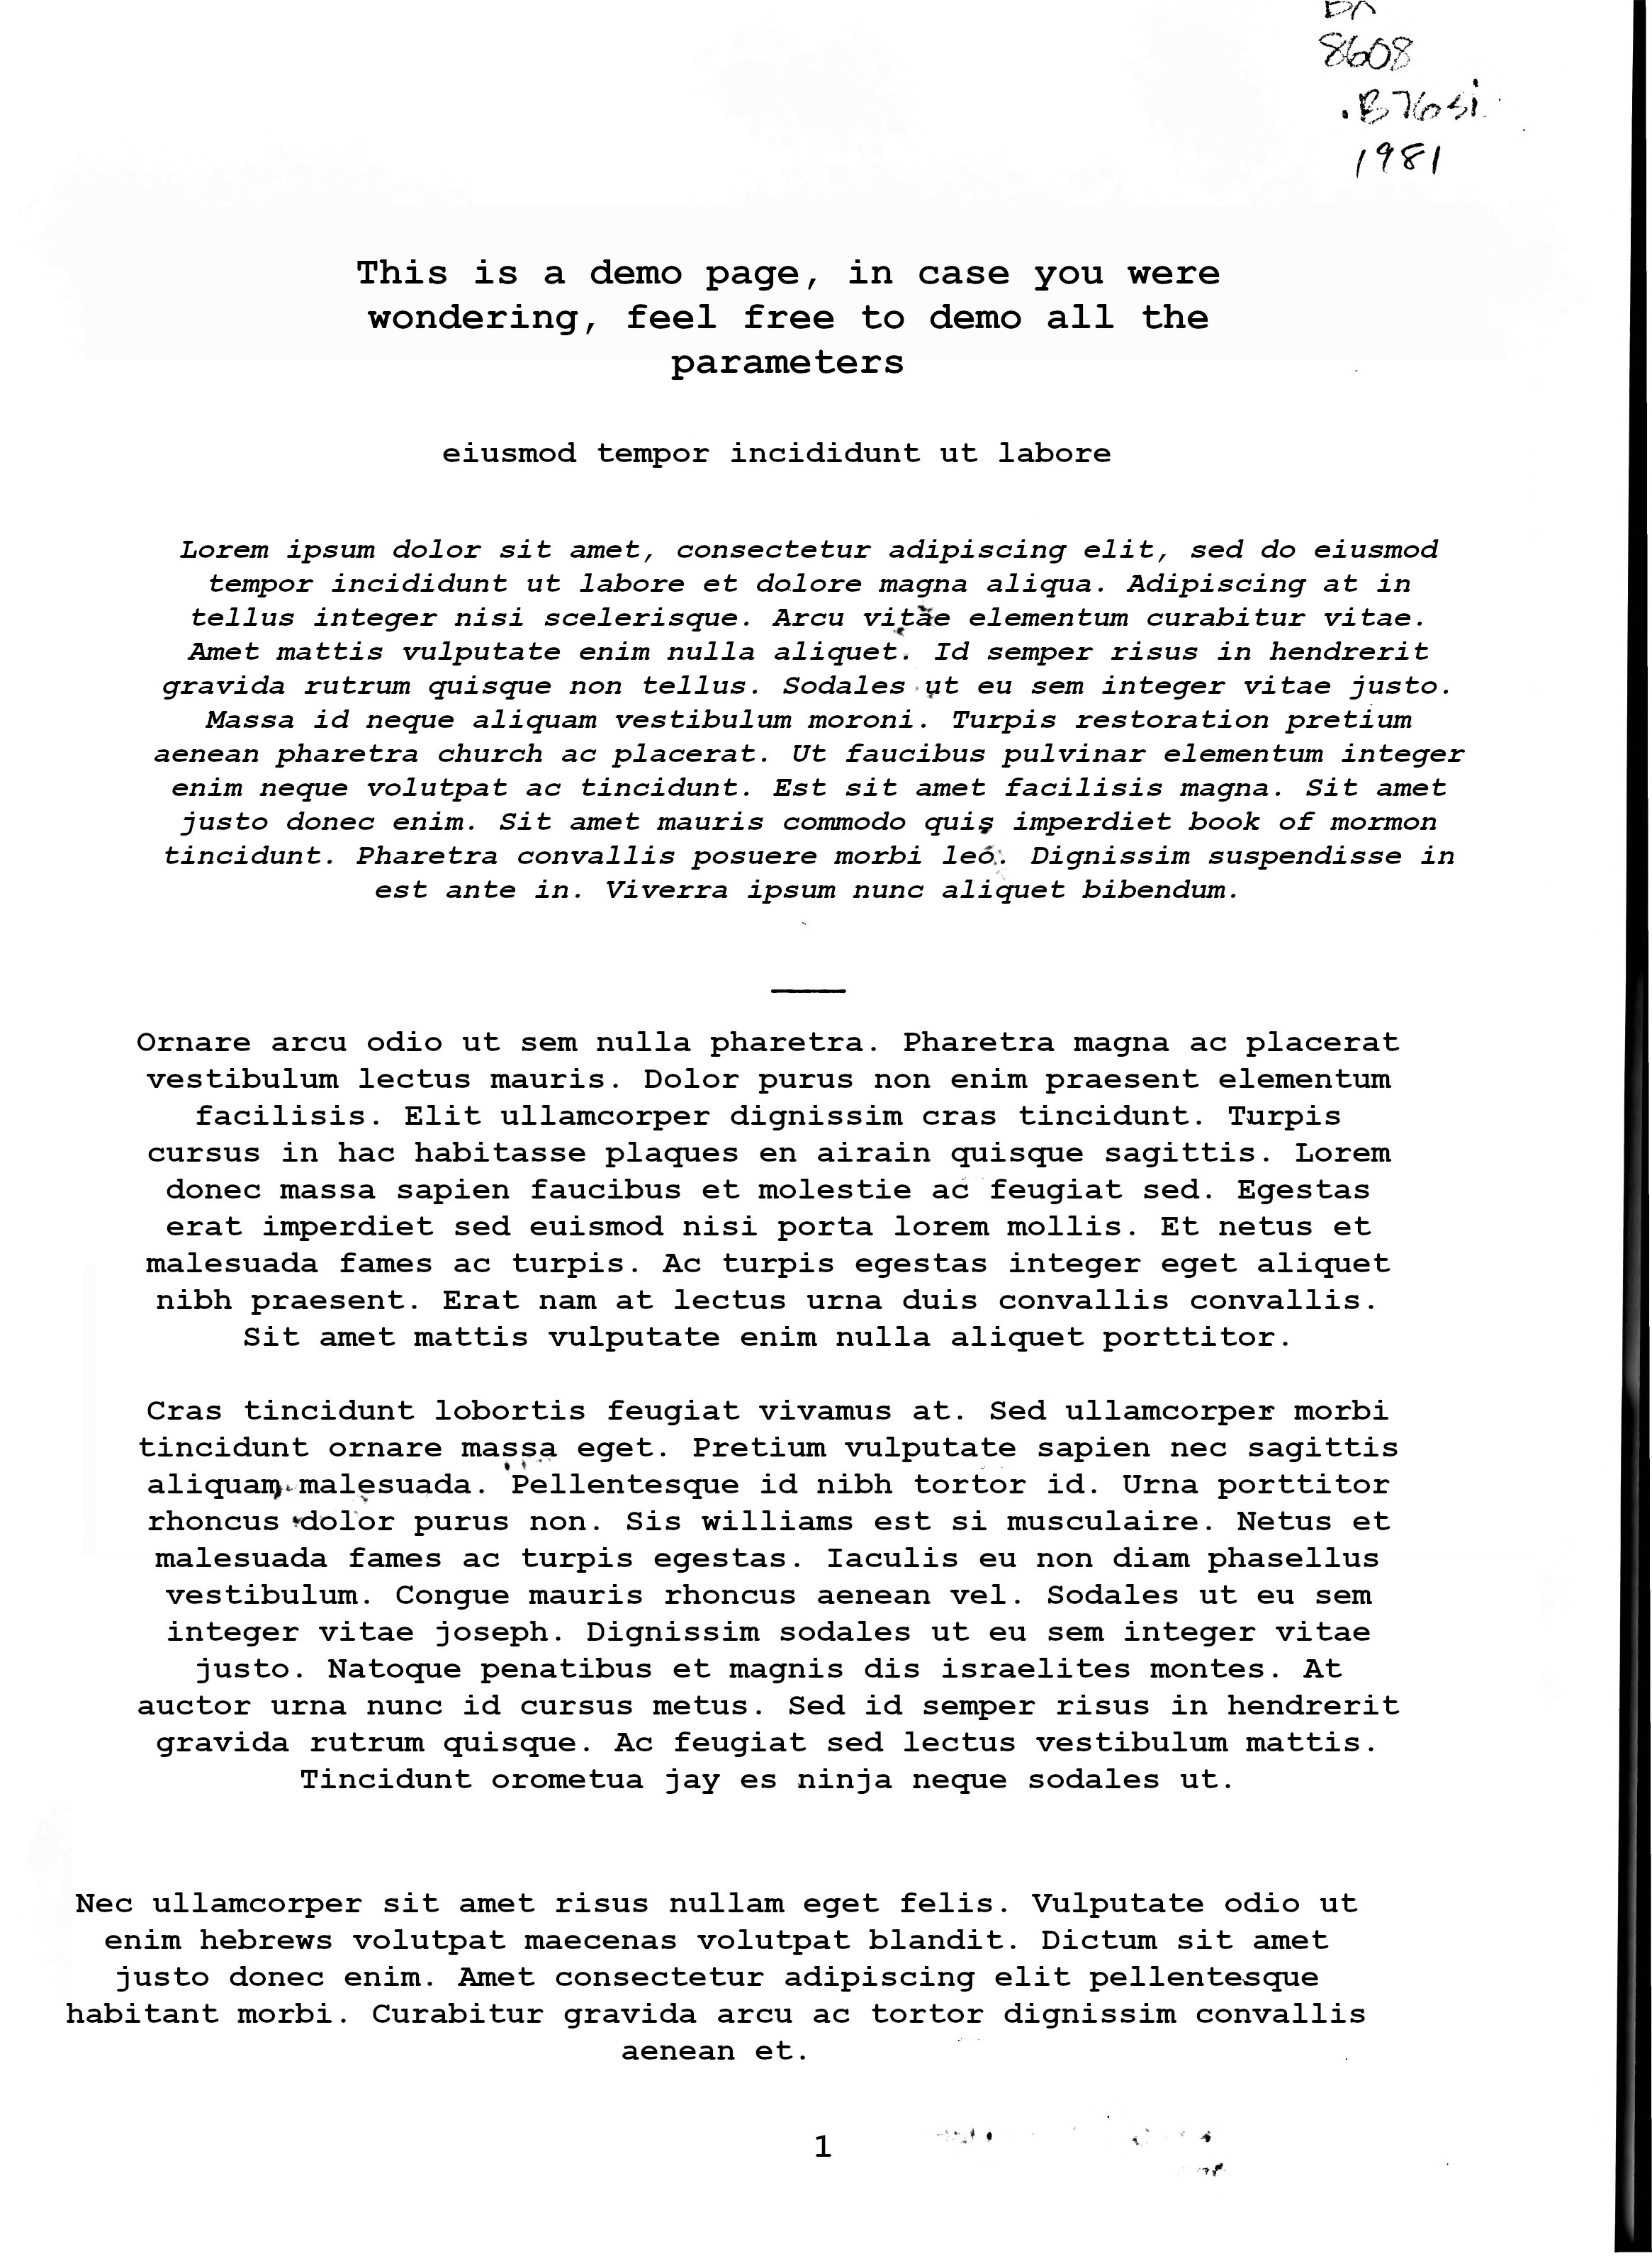 8608
.B76si
1981
This is a demo page, in case you were
wondering, feel free to demo all the
parameters
eiusmod tempor incididunt ut labore
Lorem ipsum dolor sit amet, consectetur adipiscing elit, sed do eiusmod
tempor incididunt ut labore et dolore magna aliqua. Adipiscing at in
tellus integer nisi scelerisque. Arcu vitae elementum curabitur vitae.
Amet mattis vulputate enim nulla aliquet. Id semper risus in hendrerit
gravida rutrum quisque non tellus. Sodales ut eu sem integer vitae justo.
Massa id neque aliquam vestibulum moroni. Turpis restoration pretium
aenean pharetra church ac placerat. Ut faucibus pulvinar elementum integer
enim neque volutpat ac tincidunt. Est sit amet facilisis magna. Sit amet
justo donec enim. Sit amet mauris commodo quis imperdiet book of mormon
tincidunt. Pharetra convallis posuere morbi leo. Dignissim suspendisse in
est ante in. Viverra ipsum nunc aliquet bibendum.
Ornare arcu odio ut sem nulla pharetra. Pharetra magna ac placerat
vestibulum lectus mauris. Dolor purus non enim praesent elementum
facilisis. Elit ullamcorper dignissim cras tincidunt. Turpis
cursus in hac habitasse plaques en airain quisque sagittis. Lorem
donec massa sapien faucibus et molestie ac feugiat sed. Egestas
erat imperdiet sed euismod nisi porta lorem mollis. Et netus et
malesuada fames ac turpis. Ac turpis egestas integer eget aliquet
nibh praesent. Erat nam at lectus urna duis convallis convallis.
Sit amet mattis vulputate enim nulla aliquet porttitor.
Cras tincidunt lobortis feugiat vivamus at. Sed ullamcorper morbi
tincidunt ornare massa eget. Pretium vulputate sapien nec sagittis
aliquam malesuada. Pellentesque id nibh tortor id. Urna porttitor
rhoncus dolor purus non. Sis williams est si musculaire. Netus et
malesuada fames ac turpis egestas. Iaculis eu non diam phasellus
vestibulum. Congue mauris rhoncus aenean vel. Sodales ut eu sem
integer vitae joseph. Dignissim sodales ut eu sem integer vitae
justo. Natoque penatibus et magnis dis israelites montes. At
auctor urna nunc id cursus metus. Sed id semper risus in hendrerit
gravida rutrum quisque. Ac feugiat sed lectus vestibulum mattis.
Tincidunt orometua jay es ninja neque sodales ut.
Nec ullamcorper sit amet risus nullam eget felis. Vulputate odio ut
enim hebrews volutpat maecenas volutpat blandit. Dictum sit amet
justo donec enim. Amet consectetur adipiscing elit pellentesque
habitant morbi. Curabitur gravida arcu ac tortor dignissim convallis
aenean et.
1